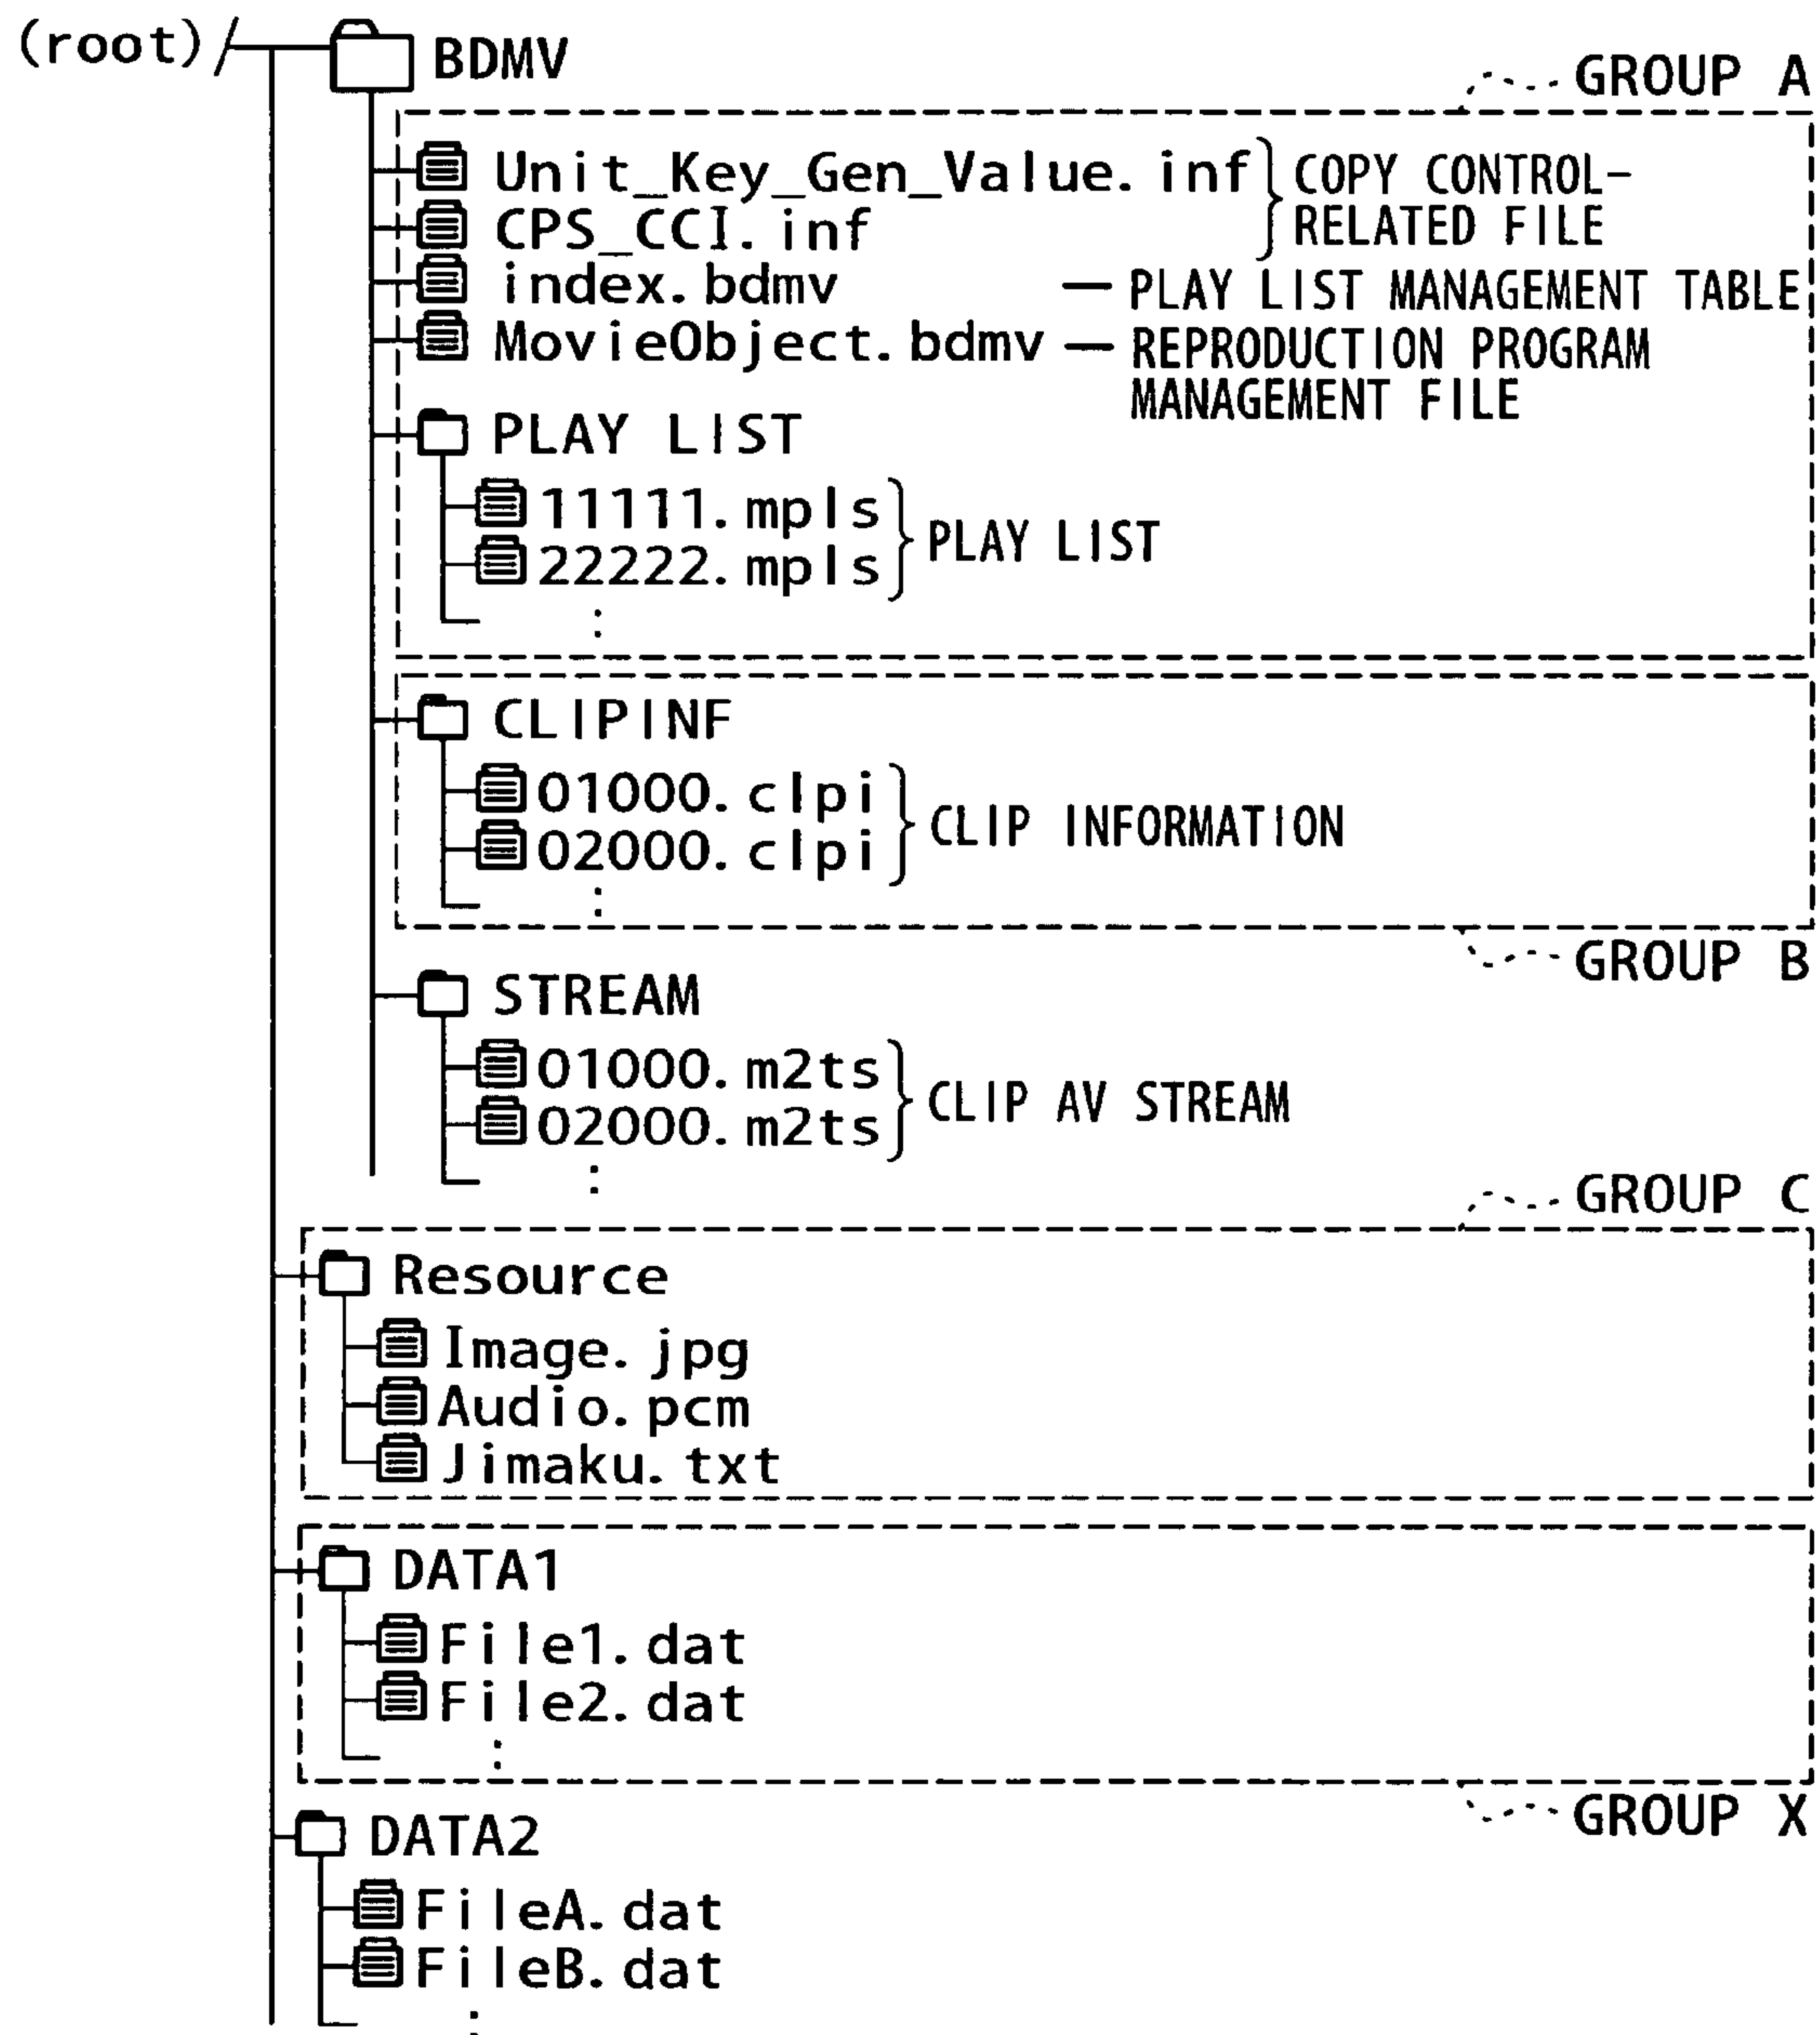 (root)/
BDMV
GROUP A
Unit_Key_Gen_Value.inf
CPS_CCI.inf
COPY CONTROL-
RELATED FILE
index.bdmv — PLAY LIST MANAGEMENT TABLE
MovieObject.bdmv — REPRODUCTION PROGRAM
MANAGEMENT FILE
PLAY LIST
11111.mpls
22222.mpls
PLAY LIST
:
CLIPINF
01000.clpi
02000.clpi
CLIP INFORMATION
:
GROUP B
STREAM
01000.m2ts
02000.m2ts
CLIP AV STREAM
:
GROUP C
Resource
Image.jpg
Audio.pcm
Jimaku.txt
DATA1
File1.dat
File2.dat
:
GROUP X
DATA2
FileA.dat
FileB.dat
: